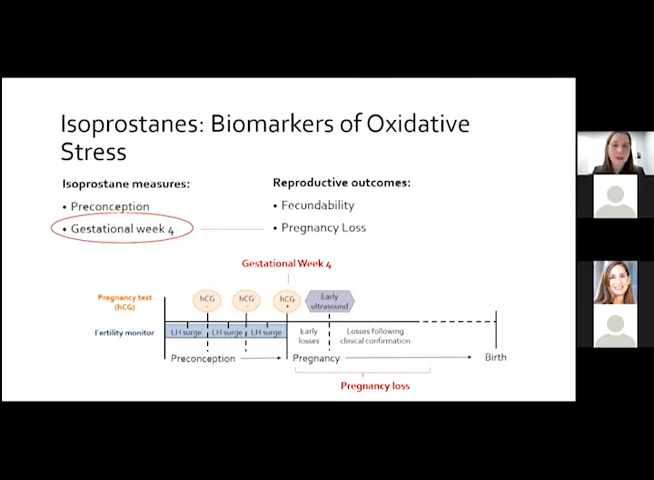 Isoprostanes: Biomarkers of Oxidative
Stress
Isoprostane measures:
• Preconception
• Gestational week 4
Reproductive outcomes:
• Fecundability
• Pregnancy Loss
Gestational Week 4
Pregnancy test
(hCG)
hCG
-
hCG
-
hCG
+
Early
ultrasound
Fertility monitor
LH surge
LH surge
LH surge
Early
losses
Losses following
clinical confirmation
Preconception
Pregnancy
Birth
Pregnancy loss